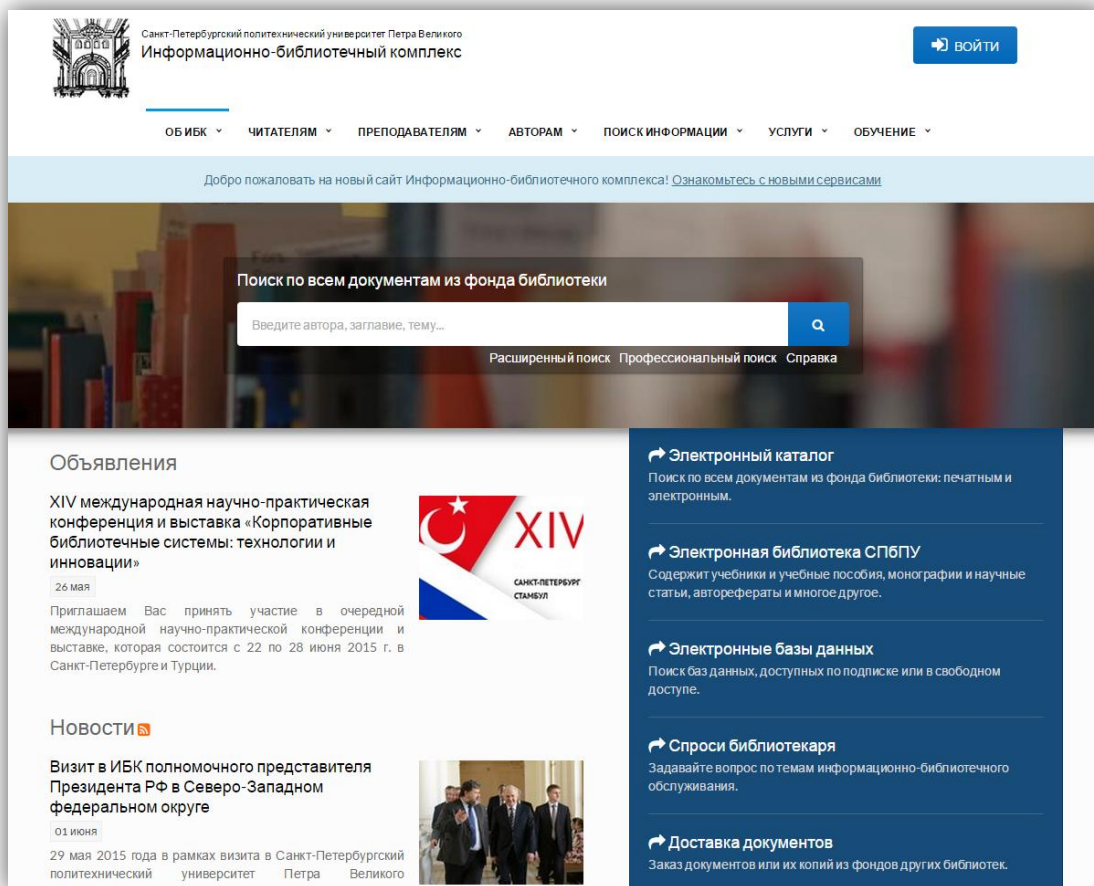 Санкт-Петербургский политехнический университет Петра Великого
Информационно-библиотечный комплекс
ВОЙТИ
ОБ ИБК
ЧИТАТЕЛЯМ
ПРЕПОДАВАТЕЛЯМ
АВТОРАМ
ПОИСК ИНФОРМАЦИИ
УСЛУГИ
ОБУЧЕНИЕ
Добро пожаловать на новый сайт Информационно-библиотечного комплекса! Ознакомьтесь с новыми сервисами
Поиск по всем документам из фонда библиотеки
Введите автора, заглавие, тему...
Расширенный поиск Профессиональный поиск Справка
Объявления
XIV международная научно-практическая
конференция и выставка «Корпоративные
библиотечные системы: технологии и
инновации»
26 мая
Приглашаем Вас принять участие в очередной
международной научно-практической конференции и
выставке, которая состоится с 22 по 28 июня 2015 г. в
Санкт-Петербурге и Турции.
XIV
САНКТ-ПЕТЕРБУРГ
СТАМБУЛ
Новости
Визит в ИБК полномочного представителя
Президента РФ в Северо-Западном
федеральном округе
01 июня
29 мая 2015 года в рамках визита в Санкт-Петербургский
политехнический университет Петра Великого
Электронный каталог
Поиск по всем документам из фонда библиотеки: печатным и
электронным.
Электронная библиотека СПбПУ
Содержит учебники и учебные пособия, монографии и научные
статьи, авторефераты и многое другое.
Электронные базы данных
Поиск баз данных, доступных по подписке или в свободном
доступе.
Спроси библиотекаря
Задавайте вопрос по темам информационно-библиотечного
обслуживания.
Доставка документов
Заказ документов или их копий из фондов других библиотек.